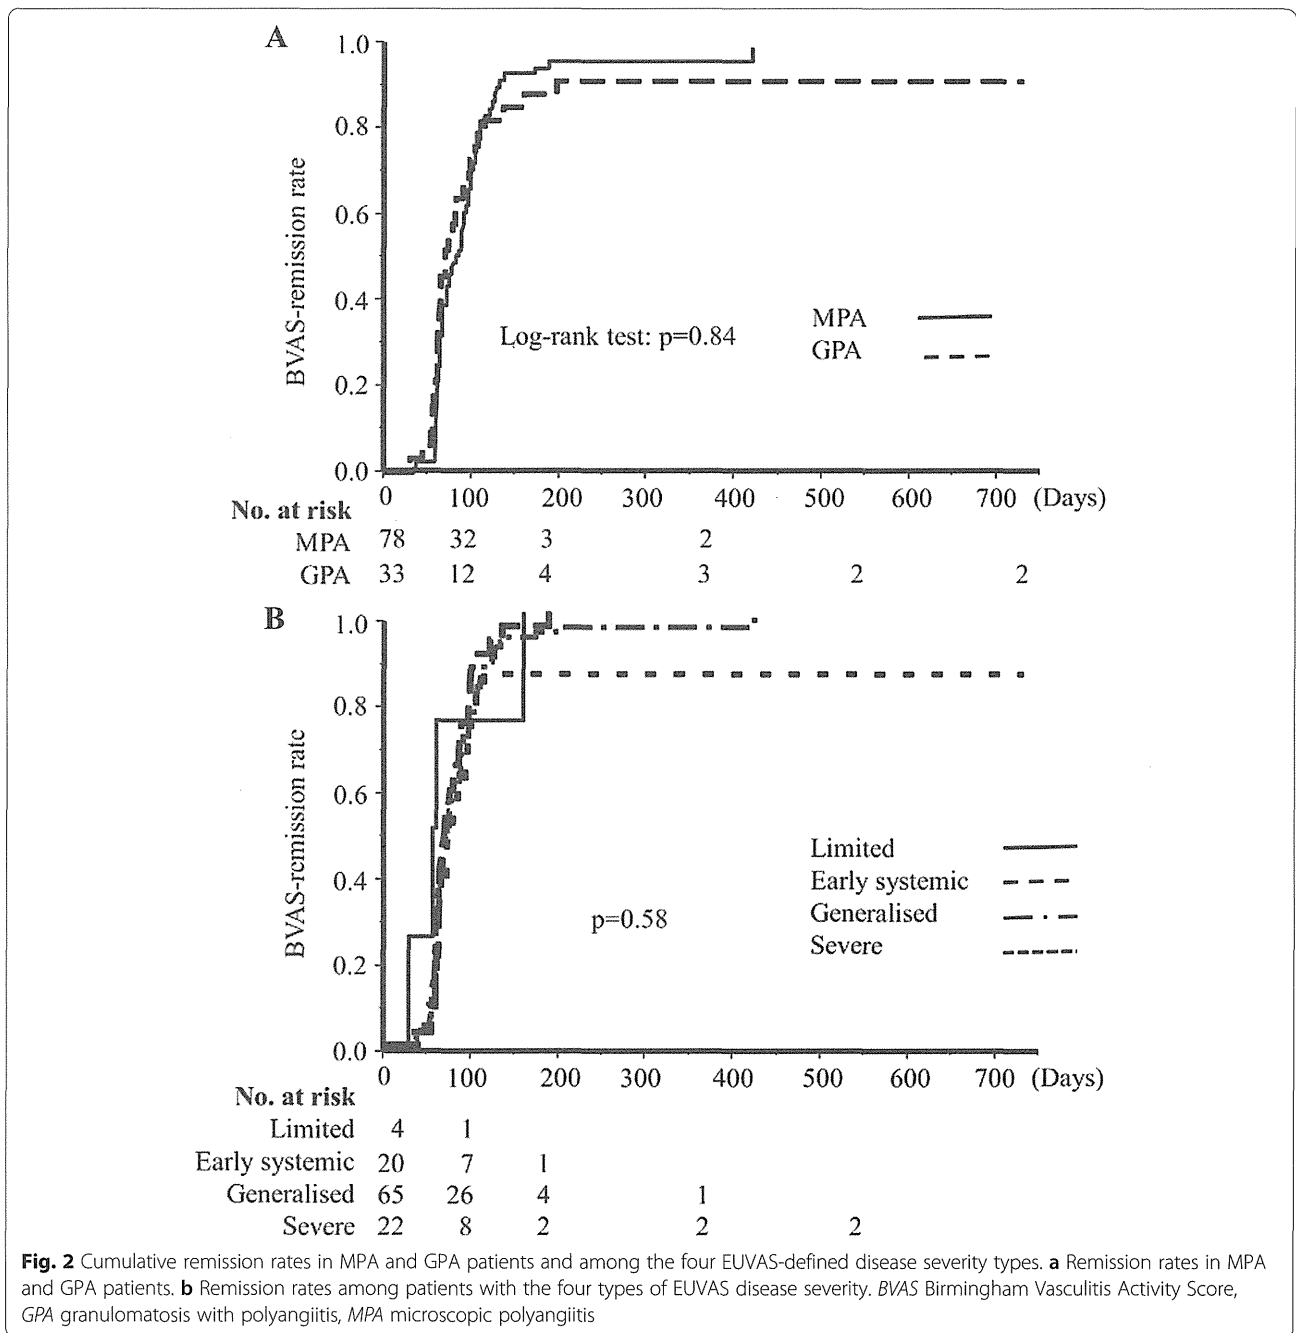 A
1.0
0.8
0.6
0.4
0.2
0.0
BVAS-remission rate
Log-rank test: p=0.84
MPA
GPA
0 100 200 300 400 500 600 700 (Days)
No. at risk
MPA 78 32 3 2
GPA 33 12 4 3 2 2
B
1.0
0.8
0.6
0.4
0.2
0.0
BVAS-remission rate
p=0.58
Limited
Early systemic
Generalised
Severe
0 100 200 300 400 500 600 700 (Days)
No. at risk
Limited 4 1
Early systemic 20 7 1
Generalised 65 26 4 1
Severe 22 8 2 2 2
Fig. 2 Cumulative remission rates in MPA and GPA patients and among the four EUVAS-defined disease severity types. a Remission rates in MPA
and GPA patients. b Remission rates among patients with the four types of EUVAS disease severity. BVAS Birmingham Vasculitis Activity Score,
GPA granulomatosis with polyangiitis, MPA microscopic polyangiitis